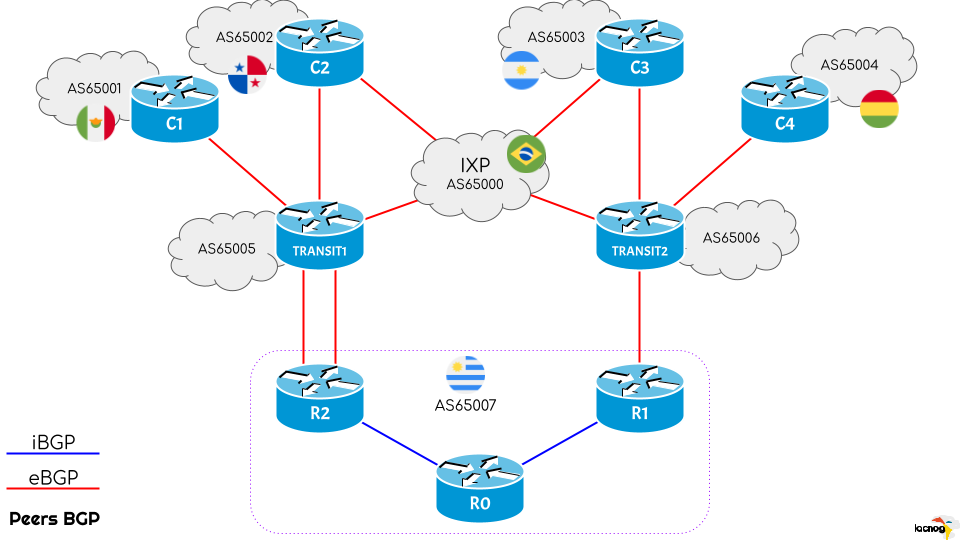 AS65002
C2
AS65003
C3
AS65001
C1
AS65004
C4
IXP
AS65000
AS65005
TRANSIT1
TRANSIT2
AS65006
R2
AS65007
R1
R0
iBGP
eBGP
Peers BGP
lacnog